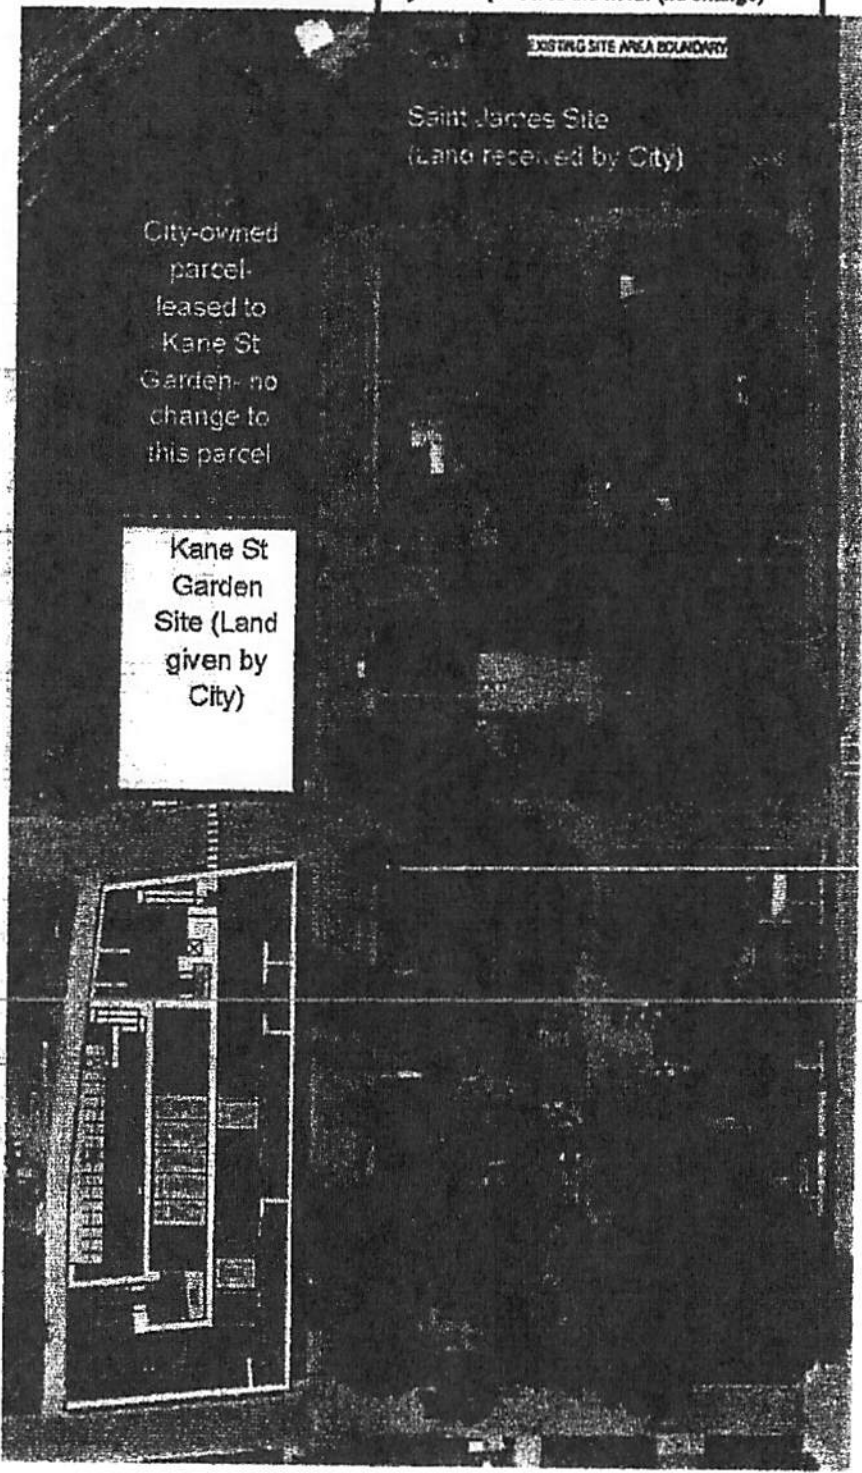 EXISTING SITE AREA BOUNDARY
Saint James Site
(Land received by City)
City-owned
parcel-
leased to
Kane St
Garden- no
change to
this parcel
Kane St
Garden
Site (Land
given by
City)